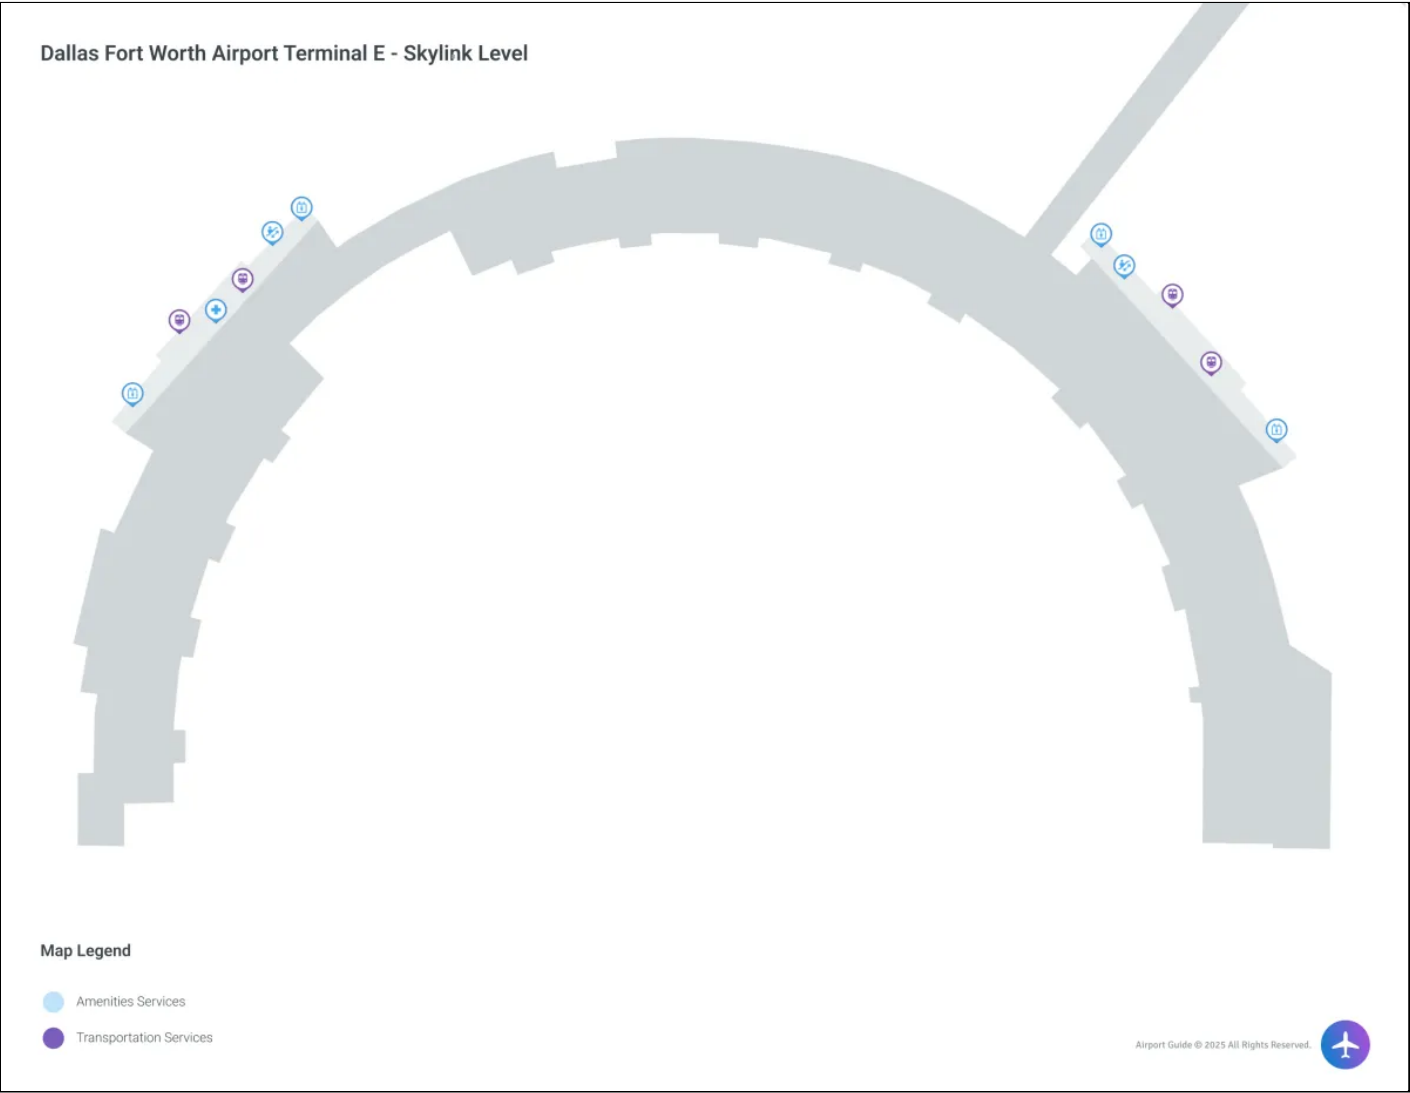 Dallas Fort Worth Airport Terminal E - Skylink Level
Map Legend
Amenities Services
Transportation Services
Airport Guide © 2025 All Rights Reserved.